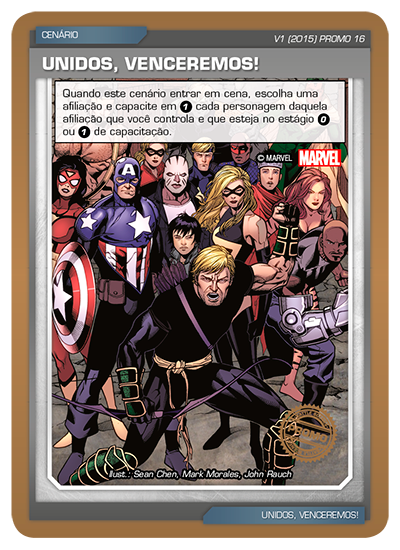 CENÁRIO
V1 (2015) PROMO 16
UNIDOS, VENCEREMOS!
Quando este cenário entrar em cena, escolha uma
afiliação e capacite em 1 cada personagem daquela
afiliação que você controla e que esteja no estágio 0
ou 1 de capacitação.
© MARVEL
MARVEL
A
Illust.: Sean Chen, Mark Morales, John Rauch
UNIDOS, VENCEREMOS!